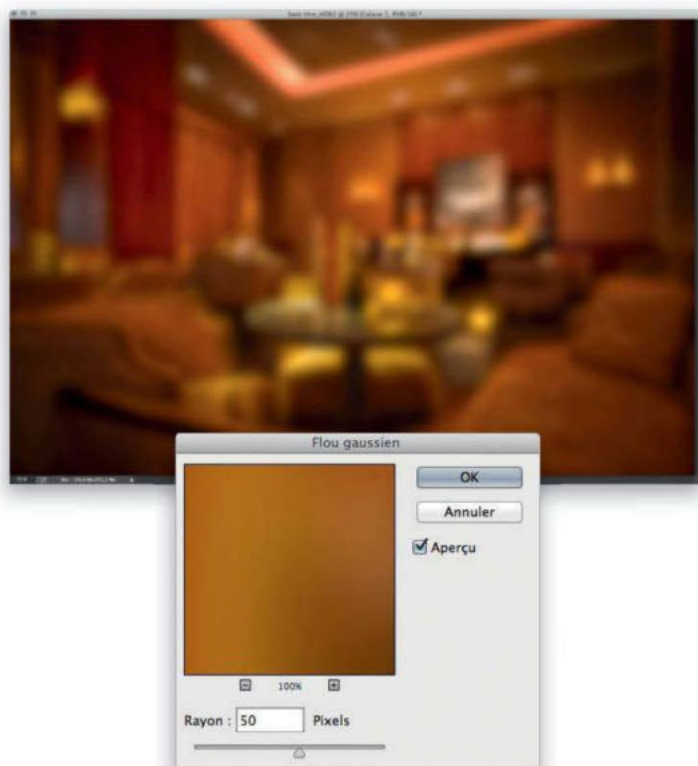 Flou gaussien
OK
Annuler
Aperçu
100%
Rayon : 50 Pixels